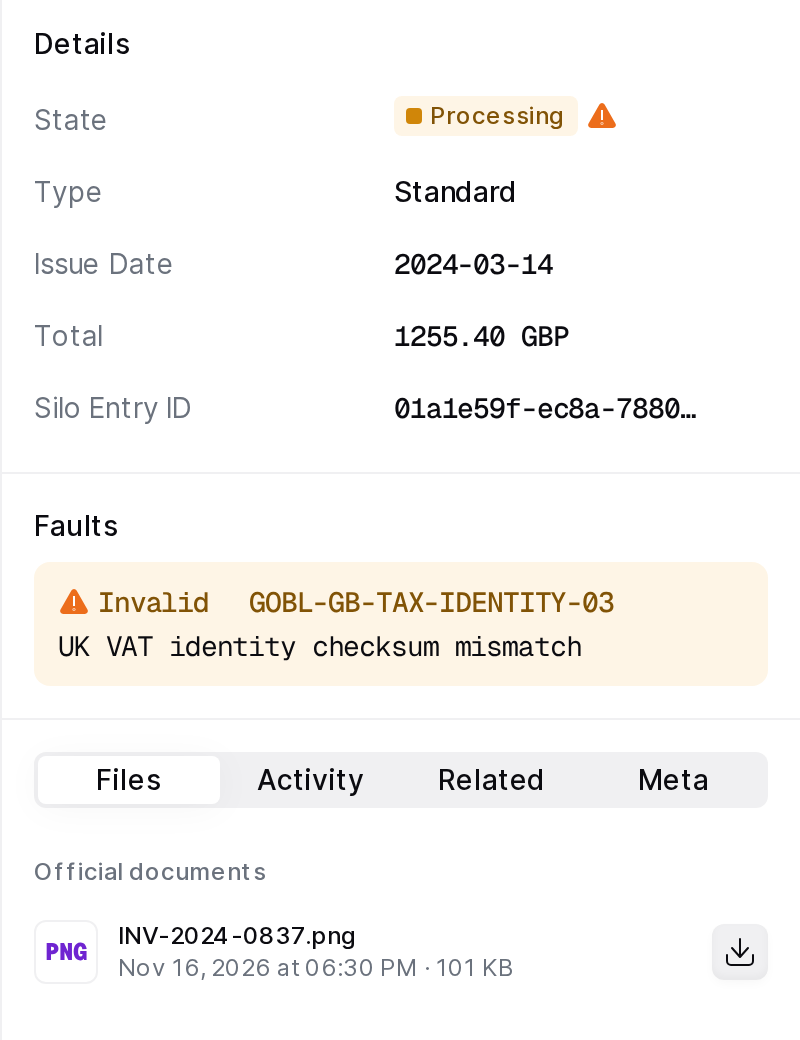 Details
State Processing
Type Standard
Issue Date 2024-03-14
Total 1255.40 GBP
Silo Entry ID 01a1e59f-ec8a-7880…
Faults
Invalid GOBL-GB-TAX-IDENTITY-03
UK VAT identity checksum mismatch
Files Activity Related Meta
Official documents
PNG INV-2024-0837.png
Nov 16, 2026 at 06:30 PM · 101 KB